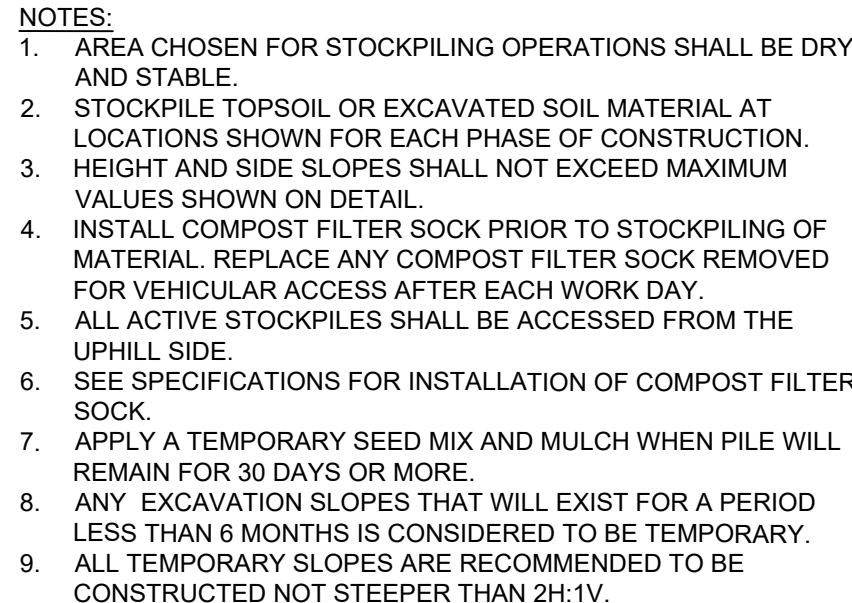 NOTES:
1. AREA CHOSEN FOR STOCKPILING OPERATIONS SHALL BE DRY
AND STABLE.
2. STOCKPILE TOPSOIL OR EXCAVATED SOIL MATERIAL AT
LOCATIONS SHOWN FOR EACH PHASE OF CONSTRUCTION.
3. HEIGHT AND SIDE SLOPES SHALL NOT EXCEED MAXIMUM
VALUES SHOWN ON DETAIL.
4. INSTALL COMPOST FILTER SOCK PRIOR TO STOCKPILING OF
MATERIAL. REPLACE ANY COMPOST FILTER SOCK REMOVED
FOR VEHICULAR ACCESS AFTER EACH WORK DAY.
5. ALL ACTIVE STOCKPILES SHALL BE ACCESSED FROM THE
UPHILL SIDE.
6. SEE SPECIFICATIONS FOR INSTALLATION OF COMPOST FILTER
SOCK.
7. APPLY A TEMPORARY SEED MIX AND MULCH WHEN PILE WILL
REMAIN FOR 30 DAYS OR MORE.
8. ANY EXCAVATION SLOPES THAT WILL EXIST FOR A PERIOD
LESS THAN 6 MONTHS IS CONSIDERED TO BE TEMPORARY.
9. ALL TEMPORARY SLOPES ARE RECOMMENDED TO BE
CONSTRUCTED NOT STEEPER THAN 2H:1V.